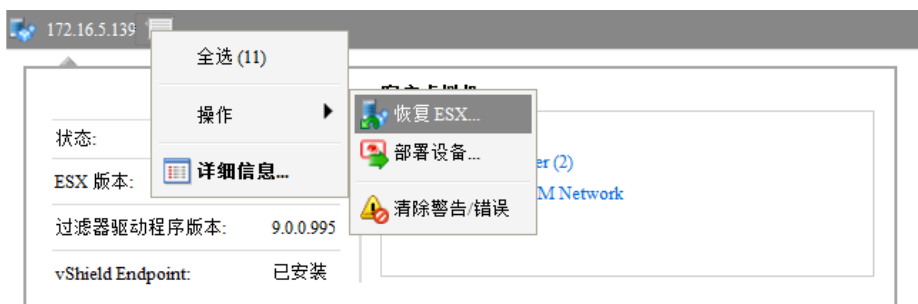 172.16.5.139
全选 (11)
操作
详细信息...
恢复 ESX...
部署设备...
清除警告/错误
状态:
ESX 版本:
过滤器驱动程序版本: 9.0.0.995
vShield Endpoint: 已安装
er (2)
M Network